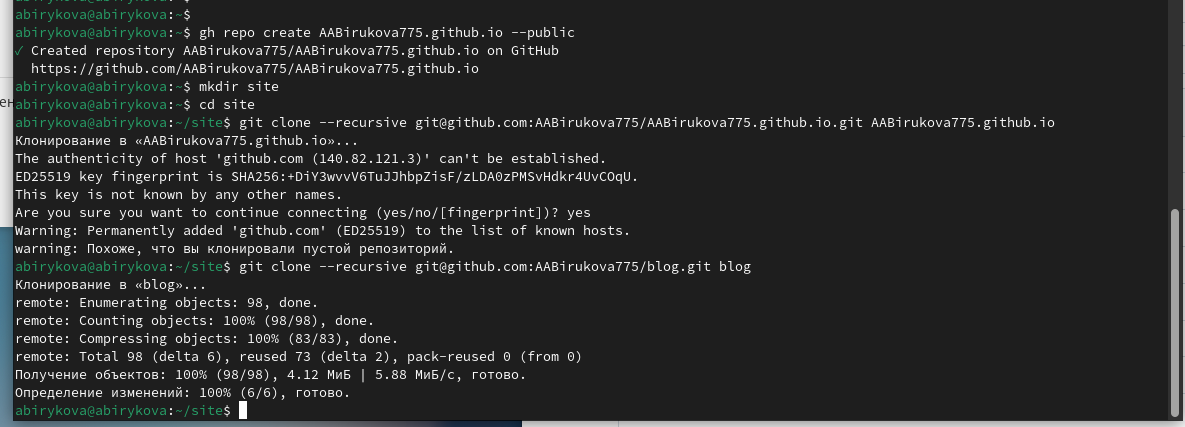 abirykova@abirykova:~$
abirykova@abirykova:~$ gh repo create AABirukova775.github.io --public
✓ Created repository AABirukova775/AABirukova775.github.io on GitHub
https://github.com/AABirukova775/AABirukova775.github.io
abirykova@abirykova:~$ mkdir site
abirykova@abirykova:~$ cd site
abirykova@abirykova:~/site$ git clone --recursive git@github.com:AABirukova775/AABirukova775.github.io.git AABirukova775.github.io
Клонирование в «AABirukova775.github.io»...
The authenticity of host 'github.com (140.82.121.3)' can't be established.
ED25519 key fingerprint is SHA256:+DiY3wvvV6TuJJhbpZisF/zLDA0zPMSvHdkr4UvCOqU.
This key is not known by any other names.
Are you sure you want to continue connecting (yes/no/[fingerprint])? yes
Warning: Permanently added 'github.com' (ED25519) to the list of known hosts.
warning: Похоже, что вы клонировали пустой репозиторий.
abirykova@abirykova:~/site$ git clone --recursive git@github.com:AABirukova775/blog.git blog
Клонирование в «blog»...
remote: Enumerating objects: 98, done.
remote: Counting objects: 100% (98/98), done.
remote: Compressing objects: 100% (83/83), done.
remote: Total 98 (delta 6), reused 73 (delta 2), pack-reused 0 (from 0)
Получение объектов: 100% (98/98), 4.12 МиБ | 5.88 МиБ/с, готово.
Определение изменений: 100% (6/6), готово.
abirykova@abirykova:~/site$